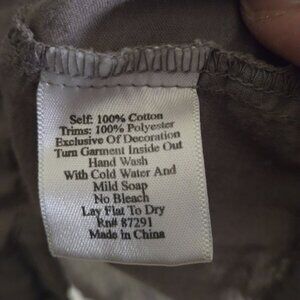 Self: 100% Cotton
Trims: 100% Polyester
Exclusive Of Decoration
Turn Garment Inside Out
Hand Wash
With Cold Water And
Mild Soap
No Bleach
Lay Flat To Dry
Rn# 87291
Made in China